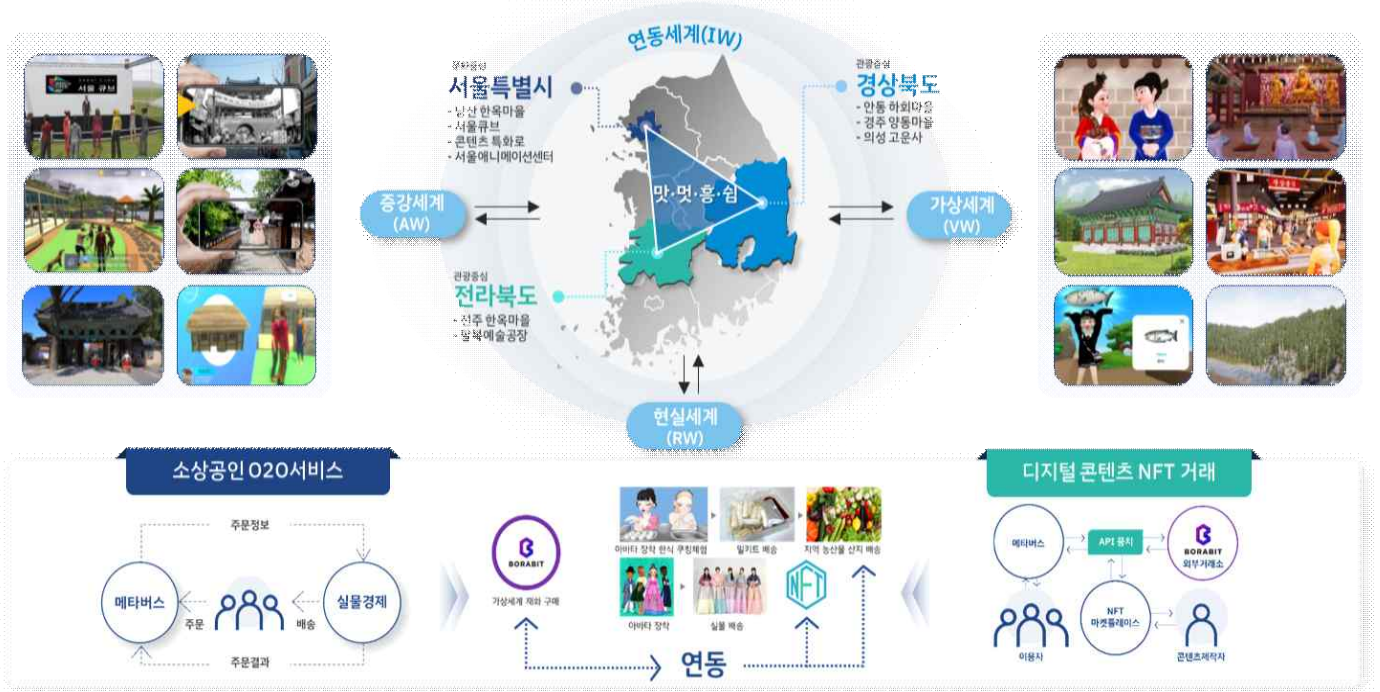 연동세계(IW)
문화중심
서울특별시
- 남산 한옥마을
- 서울큐브
- 콘텐츠 특화로
- 서울애니메이션센터
관광중심
경상북도
- 안동 하회마을
- 경주 양동마을
- 의성 고운사
서울 큐브
증강세계
(AW)
맛·멋·흥·쉼
가상세계
(VW)
관광중심
전라북도
- 전주 한옥마을
- 팔복예술공장
현실세계
(RW)
소상공인 O2O서비스
주문정보
메타버스
주문
배송
실물경제
주문결과
BORABIT
가상세계 재화 구매
아바타 장착 한식 쿠킹체험
밀키트 배송
지역 농산물 산지 배송
아바타 장착
실물 배송
NFT
연동
디지털 콘텐츠 NFT 거래
메타버스
API 뭉치
BORABIT
외부거래소
이용자
NFT
마켓플레이스
콘텐츠제작자